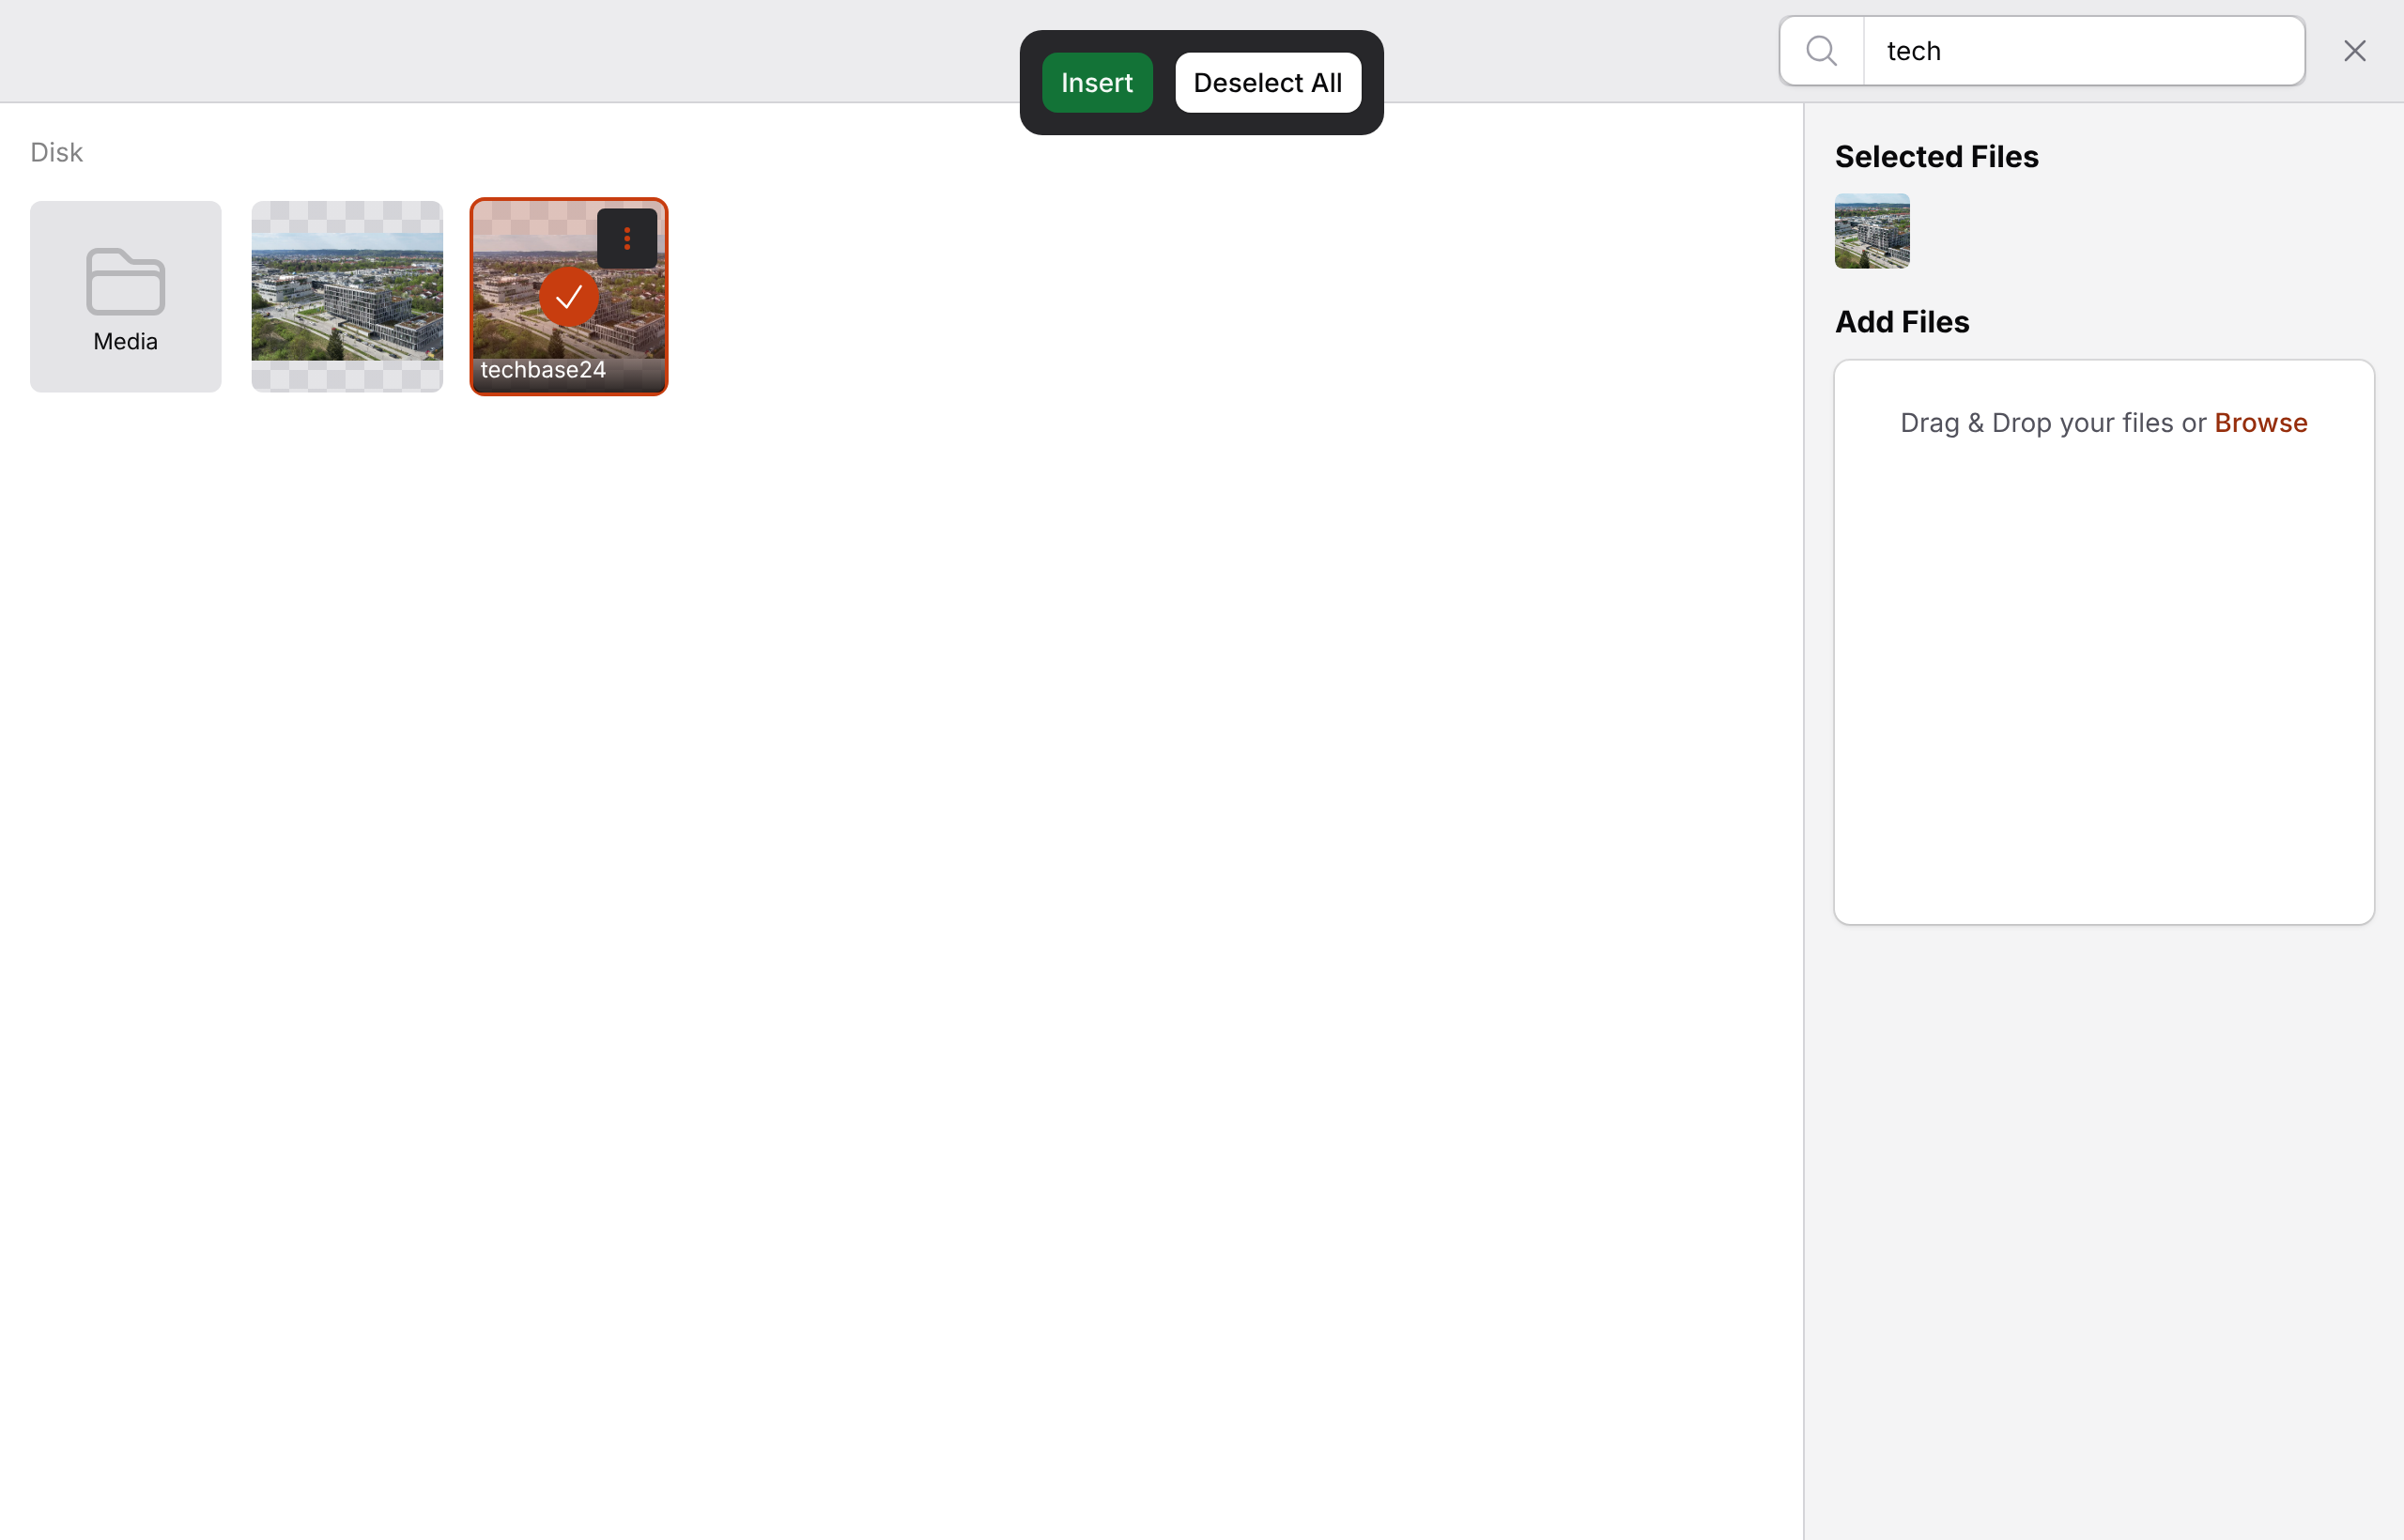 Insert
Deselect All
tech
Disk
Media
techbase24
Selected Files
Add Files
Drag & Drop your files or Browse